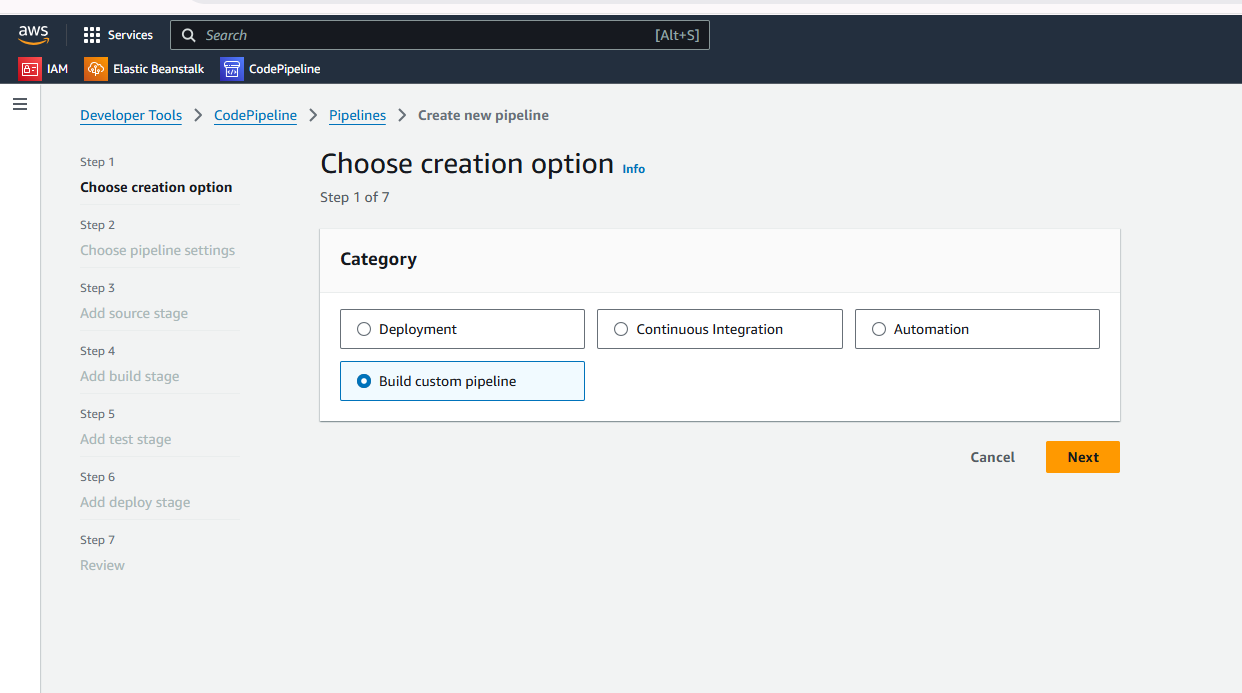 aws Services Search [Alt+S]
IAM Elastic Beanstalk CodePipeline
Developer Tools CodePipeline Pipelines Create new pipeline
Step 1
Choose creation option
Step 2
Choose pipeline settings
Step 3
Add source stage
Step 4
Add build stage
Step 5
Add test stage
Step 6
Add deploy stage
Step 7
Review
Choose creation option Info
Step 1 of 7
Category
Deployment Continuous Integration Automation
Build custom pipeline
Cancel Next